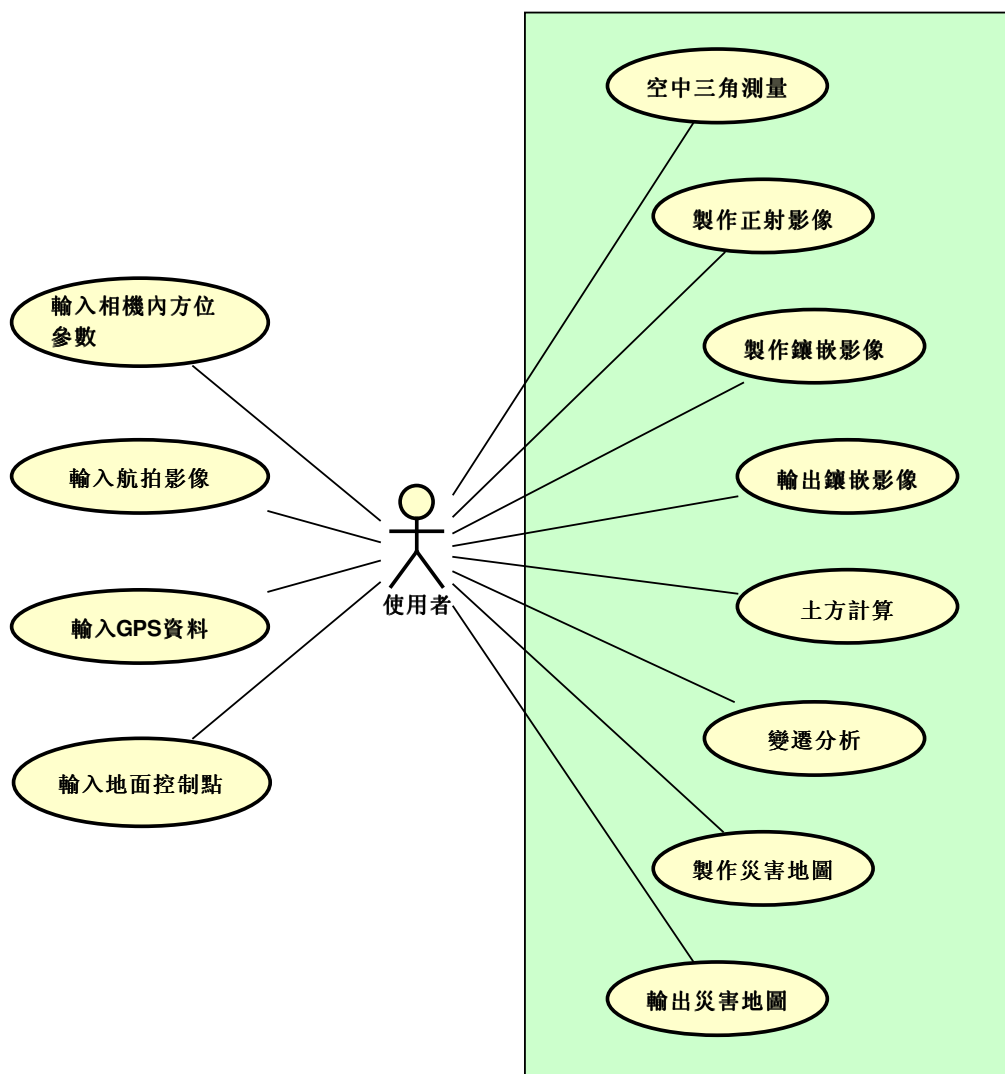 空中三角測量
製作正射影像
輸入相機內方位
參數
製作鑲嵌影像
輸入航拍影像
輸出鑲嵌影像
使用者
土方計算
輸入GPS資料
變遷分析
輸入地面控制點
製作災害地圖
輸出災害地圖